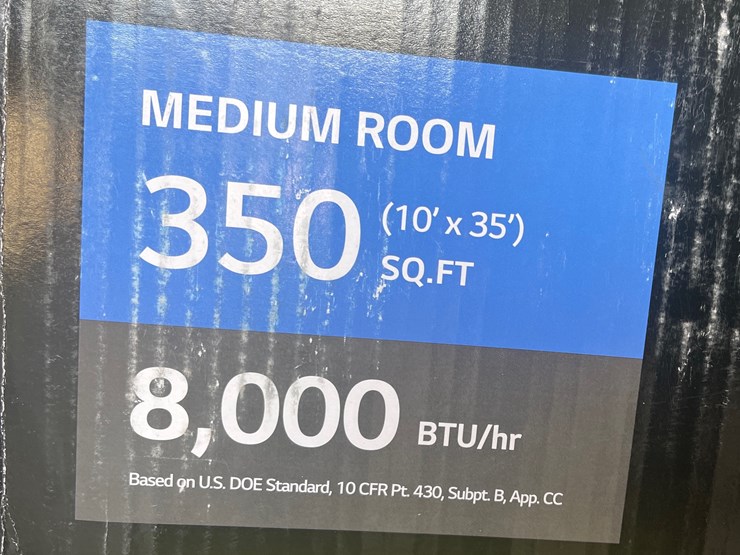 MEDIUM ROOM
350 (10' x 35')
SQ.FT
8,000 BTU/hr
Based on U.S. DOE Standard, 10 CFR Pt. 430, Subpt. B, App. CC